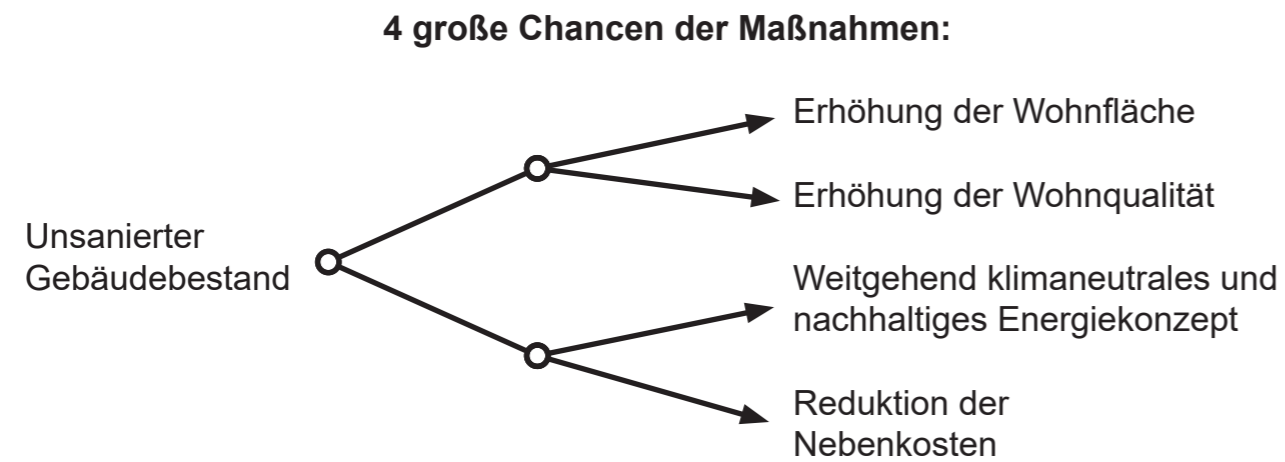 4 große Chancen der Maßnahmen:
Unsanierter
Gebäudebestand
Erhöhung der Wohnfläche
Erhöhung der Wohnqualität
Weitgehend klimaneutrales und
nachhaltiges Energiekonzept
Reduktion der
Nebenkosten